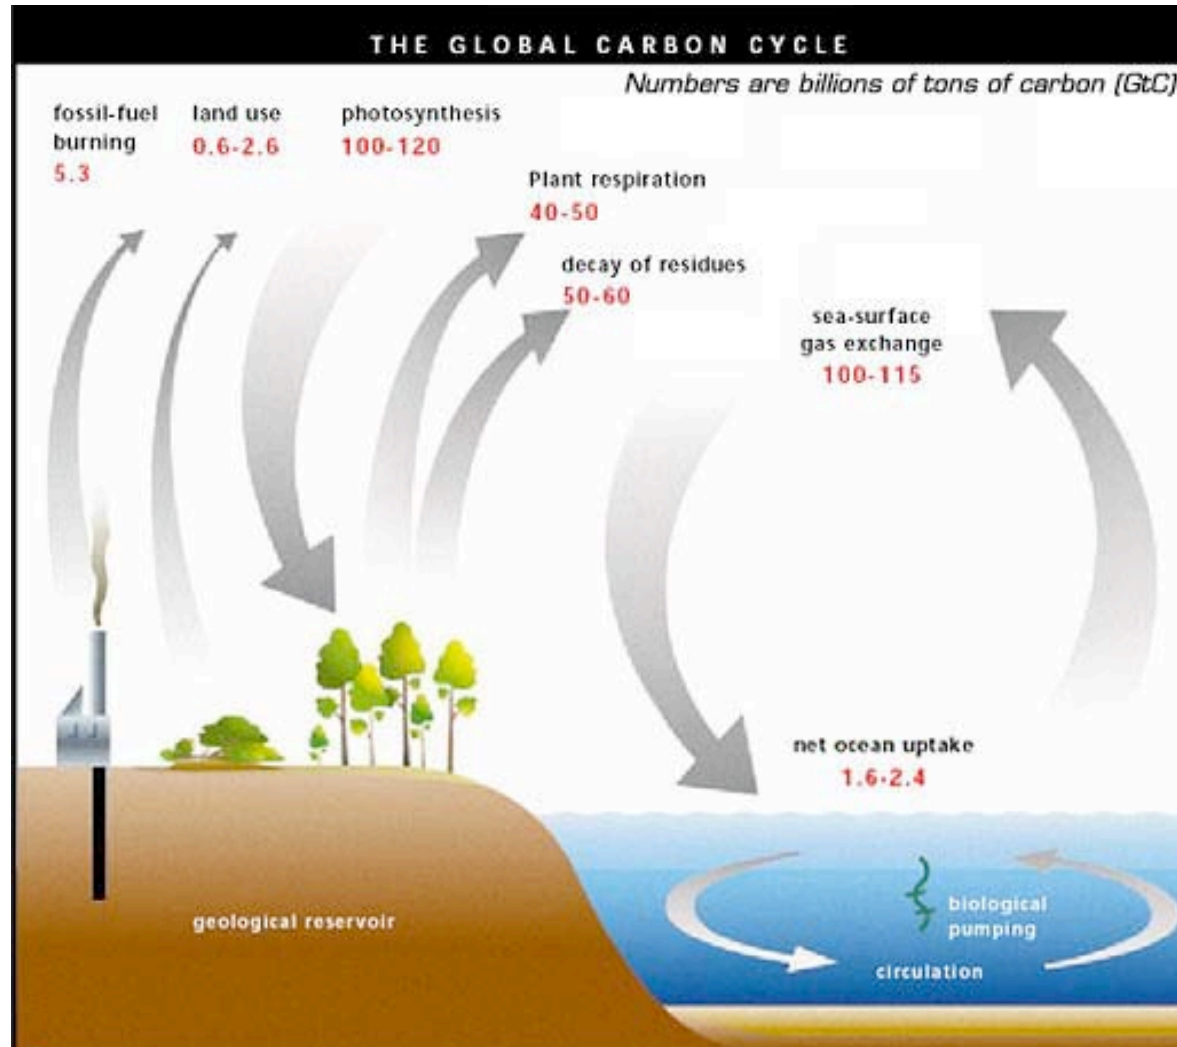 THE GLOBAL CARBON CYCLE
Numbers are billions of tons of carbon (GtC)
fossil-fuel
burning
5.3
land use
0.6-2.6
photosynthesis
100-120
Plant respiration
40-50
decay of residues
50-60
sea-surface
gas exchange
100-115
net ocean uptake
1.6-2.4
geological reservoir
biological
pumping
circulation